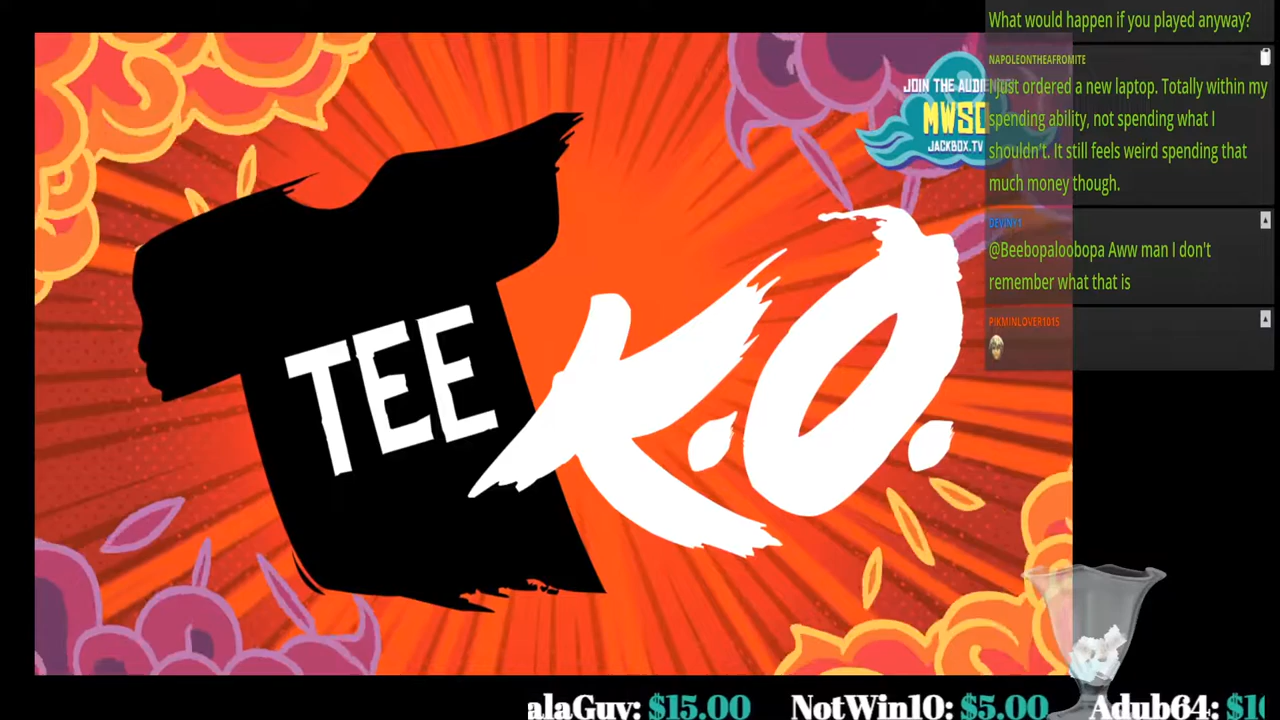 What would happen if you played anyway?
NAPOLEONTHEAFROMITE
I just ordered a new laptop. Totally within my
spending ability, not spending what I
shouldn't. It still feels weird spending that
much money though.
@Beebopaloobopa Aww man I don't
remember what that is
PIKMINLOVER1015
JOIN THE AUDIE
MWSO
JACKBOX.TV
TEE
K.O.
alaGuy: $15.00 NotWin10: $5.00 Adub64: